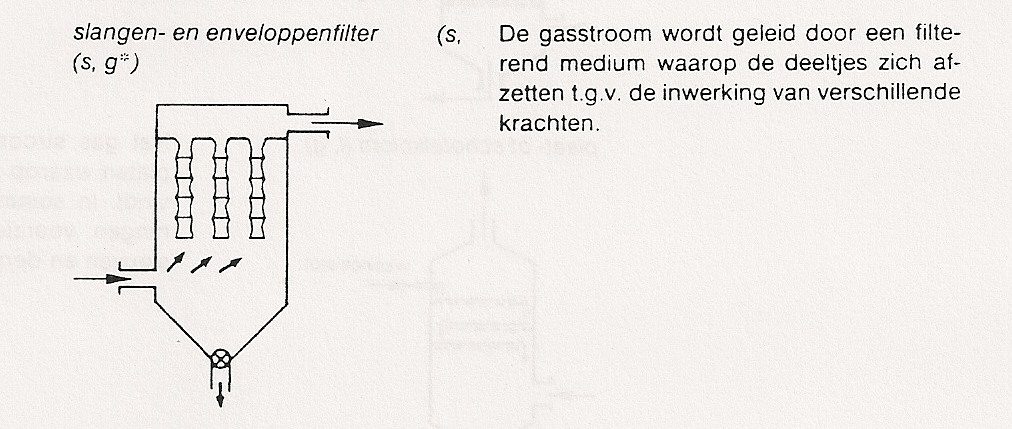 slangen- en enveloppenfilter
(s, g*)
(s,
De gasstroom wordt geleid door een filte-
rend medium waarop de deeltjes zich af-
zetten t.g.v. de inwerking van verschillende
krachten.